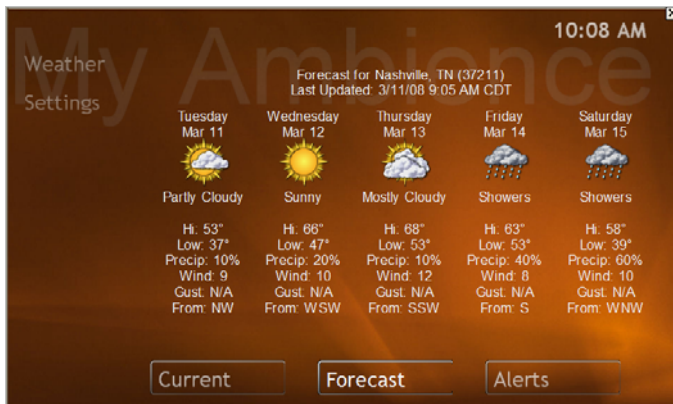 My Ambience
10:08 AM
Weather
Settings
Forecast for Nashville, TN (37211)
Last Updated: 3/11/08 9:05 AM CDT
Tuesday Wednesday Thursday Friday Saturday
Mar 11 Mar 12 Mar 13 Mar 14 Mar 15
Partly Cloudy Sunny Mostly Cloudy Showers Showers
Hi: 53° Hi: 66° Hi: 68° Hi: 63° Hi: 58°
Low: 37° Low: 47° Low: 53° Low: 53° Low: 39°
Precip: 10% Precip: 20% Precip: 10% Precip: 40% Precip: 60%
Wind: 9 Wind: 10 Wind: 12 Wind: 8 Wind: 10
Gust: N/A Gust: N/A Gust: N/A Gust: N/A Gust: N/A
From: NW From: WSW From: SSW From: S From: WNW
Current Forecast Alerts